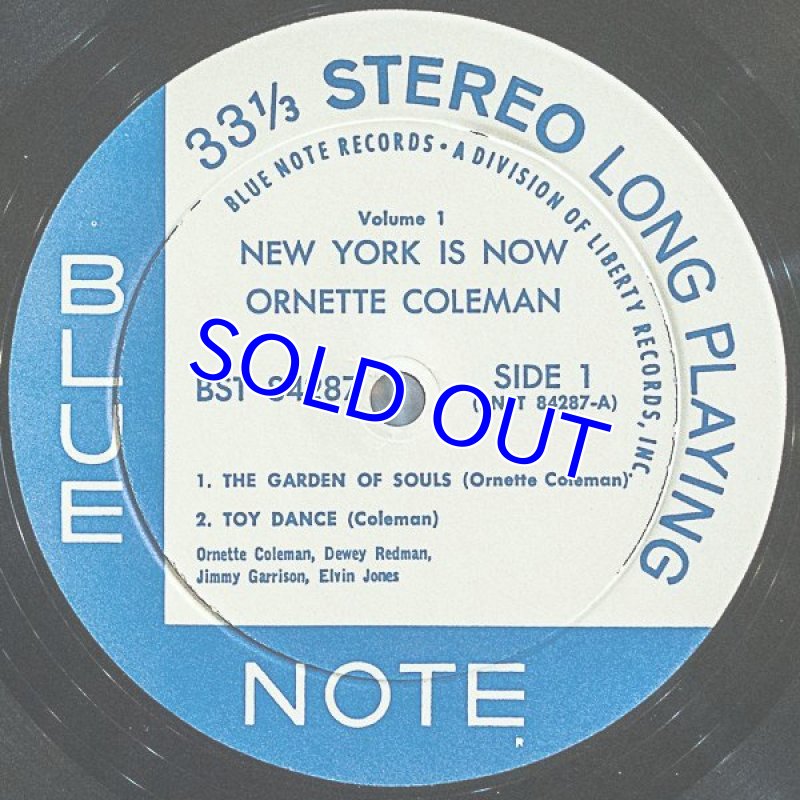 33⅓ STEREO LONG PLAYING
BLUE NOTE RECORDS • A DIVISION OF LIBERTY RECORDS, INC.
Volume 1
NEW YORK IS NOW
ORNETTE COLEMAN
BST 84287
SIDE 1
84287-A)
SOLD OUT
1. THE GARDEN OF SOULS (Ornette Coleman)
2. TOY DANCE (Coleman)
Ornette Coleman, Dewey Redman,
Jimmy Garrison, Elvin Jones
BLUE
NOTE
R